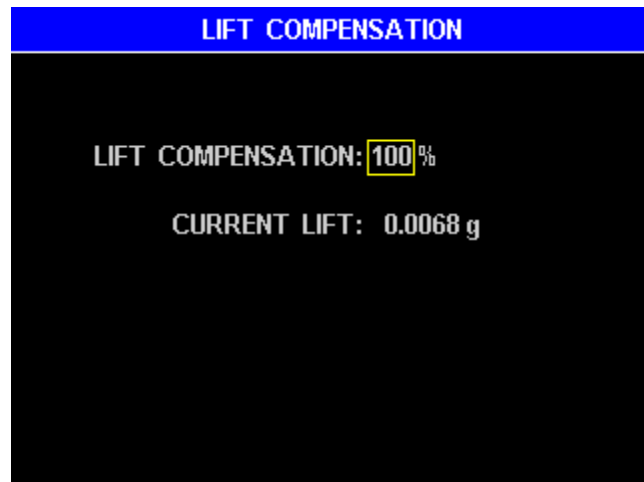 LIFT COMPENSATION
LIFT COMPENSATION: 100 %
CURRENT LIFT: 0.0068 g